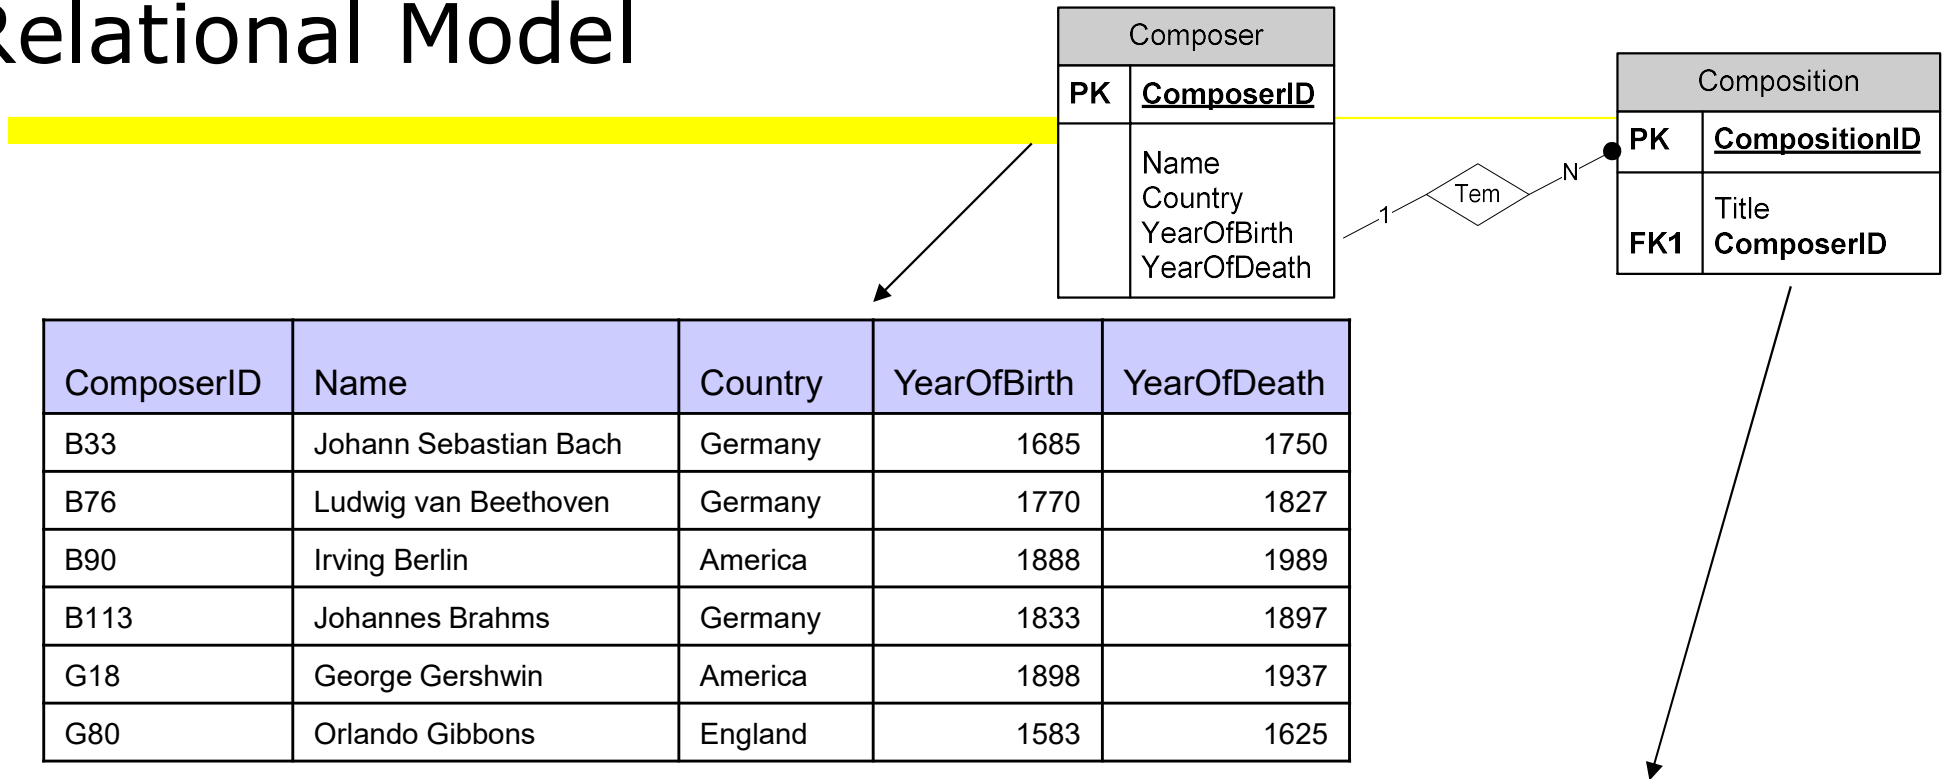 Relational Model
Composer
PK ComposerID
Name
Country
YearOfBirth
YearOfDeath
1 Tem N
Composition
PK CompositionID
Title
FK1 ComposerID
ComposerID Name Country YearOfBirth YearOfDeath
B33 Johann Sebastian Bach Germany 1685 1750
B76 Ludwig van Beethoven Germany 1770 1827
B90 Irving Berlin America 1888 1989
B113 Johannes Brahms Germany 1833 1897
G18 George Gershwin America 1898 1937
G80 Orlando Gibbons England 1583 1625